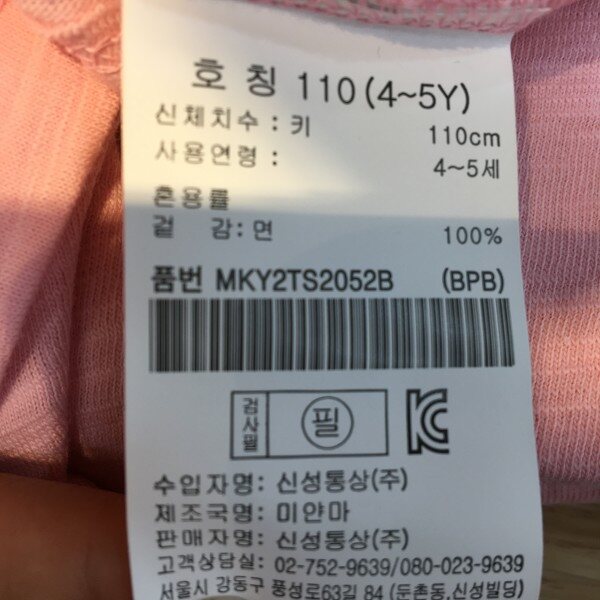 호 칭 110(4~5Y)
신체치수 : 키 110cm
사용연령 : 4~5세
혼용률
겉 감: 면 100%
품번 MKY2TS2052B (BPB)
검사필 필
수입자명: 신성통상(주)
제조국명: 미얀마
판매자명: 신성통상(주)
고객상담실: 02-752-9639/080-023-9639
서울시 강동구 풍성로63길 84 (둔촌동,신성빌딩)